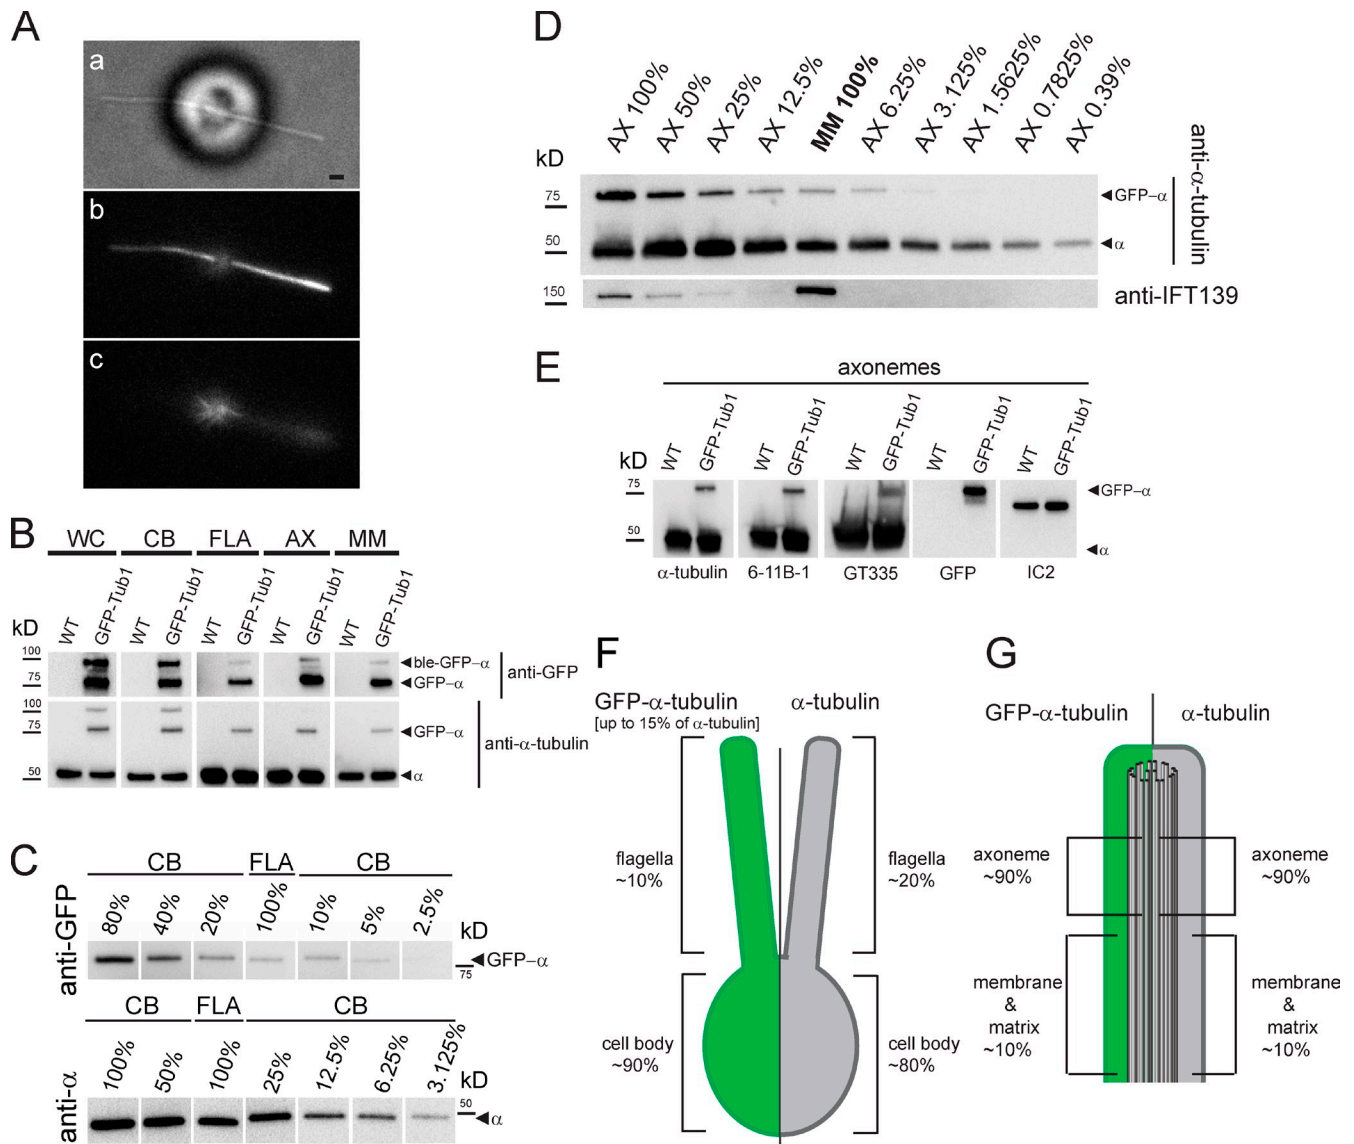 A
a
b
c
B
WC CB FLA AX MM
WT GFP-Tub1 WT GFP-Tub1 WT GFP-Tub1 WT GFP-Tub1 WT GFP-Tub1
kD
100
75
ble-GFP-α
GFP-α
anti-GFP
100
75
50
GFP-α
α
anti-α-tubulin
C
CB FLA CB
80% 40% 20% 100% 10% 5% 2.5%
kD
anti-GFP
GFP-α
75
CB FLA CB
100% 50% 100% 25% 12.5% 6.25% 3.125%
kD
anti-α
50
α
D
AX 100% AX 50% AX 25% AX 12.5% MM 100% AX 6.25% AX 3.125% AX 1.5625% AX 0.7825% AX 0.39%
kD
75
50
GFP-α
α
anti-α-tubulin
150
anti-IFT139
E
axonemes
WT GFP-Tub1 WT GFP-Tub1 WT GFP-Tub1 WT GFP-Tub1 WT GFP-Tub1
kD
75
50
GFP-α
α
α-tubulin 6-11B-1 GT335 GFP IC2
F
GFP-α-tubulin
[up to 15% of α-tubulin]
α-tubulin
flagella
~10%
flagella
~20%
cell body
~90%
cell body
~80%
G
GFP-α-tubulin
α-tubulin
axoneme
~90%
axoneme
~90%
membrane
&
matrix
~10%
membrane
&
matrix
~10%